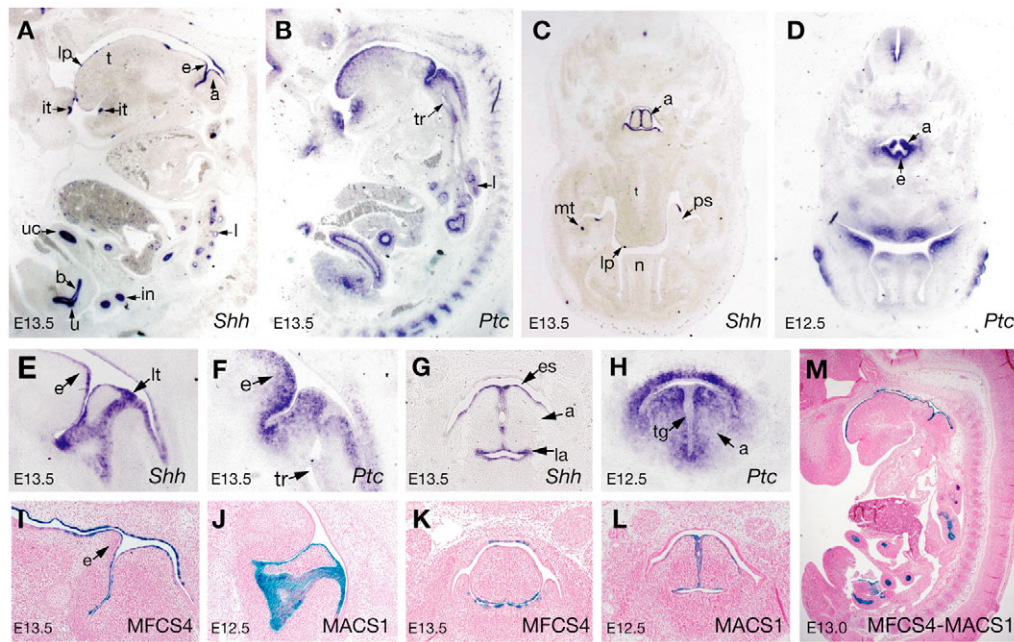 A
lp
t
e
a
it
it
uc
l
b
in
u
E13.5
Shh
B
tr
l
E13.5
Ptc
C
a
t
mt
ps
lp
n
E13.5
Shh
D
a
e
E12.5
Ptc
E
e
lt
E13.5
Shh
F
e
tr
E13.5
Ptc
G
es
a
la
E13.5
Shh
H
tg
a
E12.5
Ptc
I
e
E13.5
MFCS4
J
E12.5
MACS1
K
E13.5
MFCS4
L
E12.5
MACS1
M
E13.0
MFCS4-MACS1